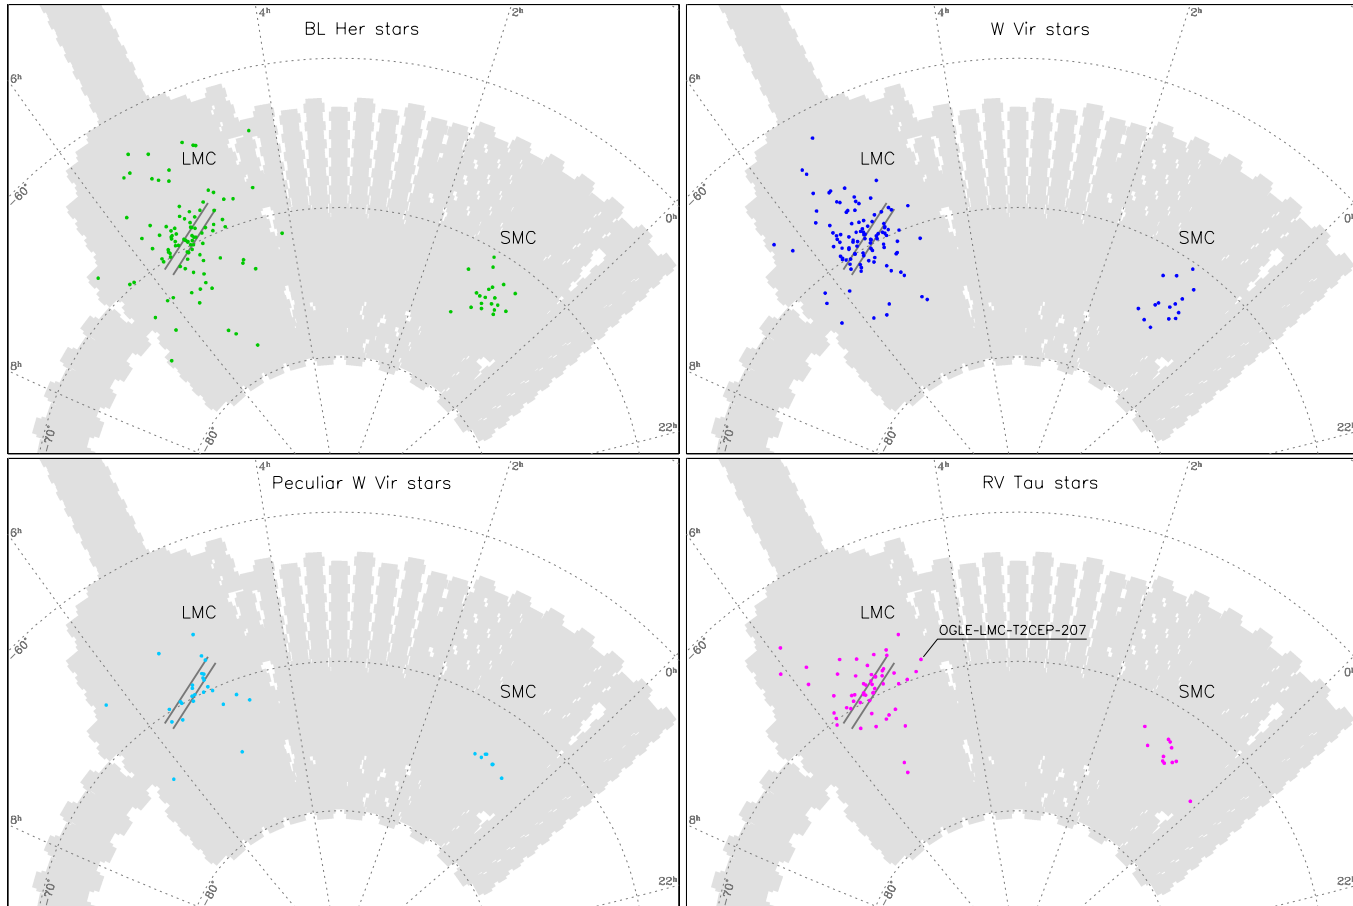 4ʰ
2ʰ
BL Her stars
6ʰ
LMC
-60°
0ʰ
SMC
8ʰ
22ʰ
-70°
-80°
4ʰ
2ʰ
W Vir stars
6ʰ
LMC
-60°
0ʰ
SMC
8ʰ
22ʰ
-70°
-80°
4ʰ
2ʰ
Peculiar W Vir stars
6ʰ
LMC
-60°
0ʰ
SMC
8ʰ
22ʰ
-70°
-80°
4ʰ
2ʰ
RV Tau stars
6ʰ
LMC
OGLE-LMC-T2CEP-207
-60°
0ʰ
SMC
8ʰ
22ʰ
-70°
-80°